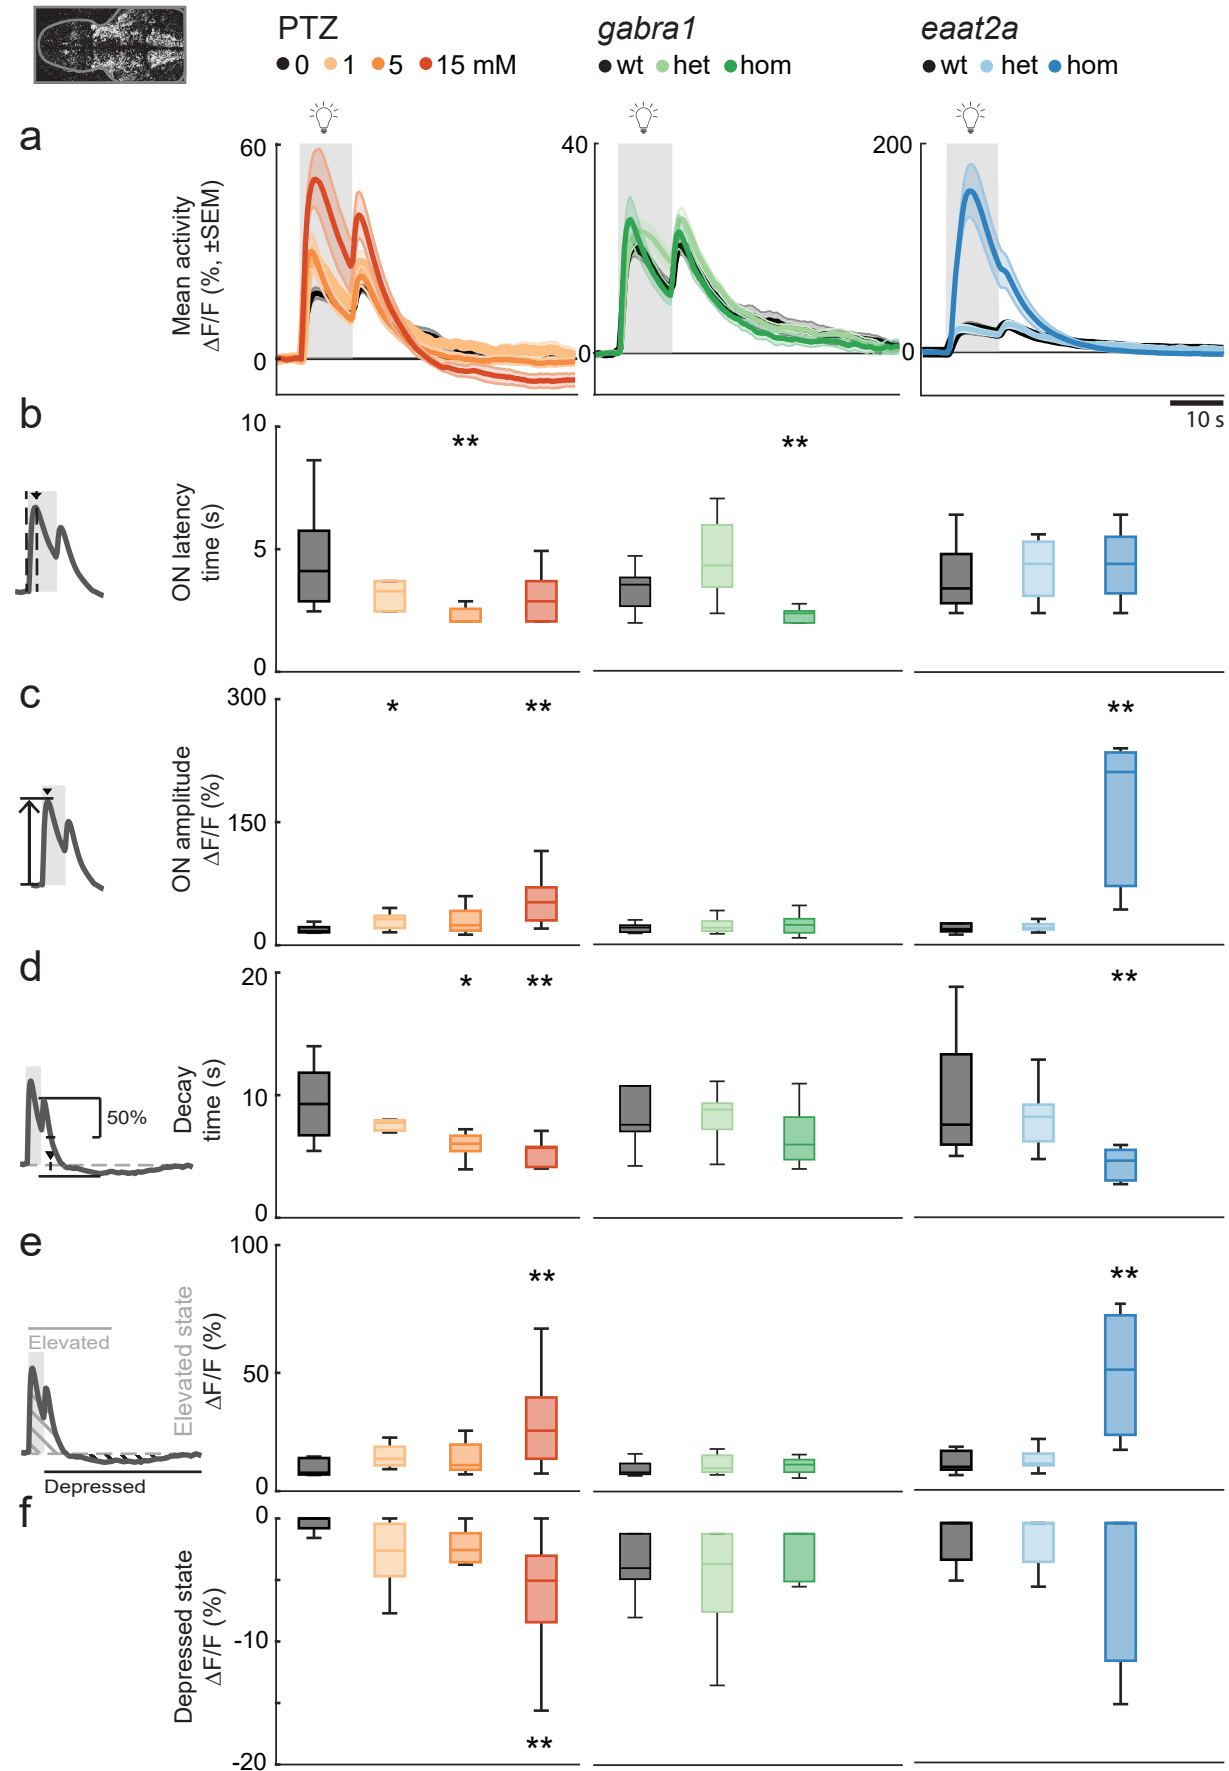 PTZ
gabra1
eaat2a
0 1 5 15 mM
wt het hom
wt het hom
a
60
0
Mean activity
ΔF/F (%, ±SEM)
40
0
200
0
10 s
b
ON latency
time (s)
10
5
0
**
**
c
ON amplitude
ΔF/F (%)
300
150
0
*
**
**
d
50%
Decay
time (s)
20
10
0
*
**
**
e
Elevated
Depressed
Elevated state
ΔF/F (%)
100
50
0
**
**
f
Depressed state
ΔF/F (%)
0
-10
-20
**